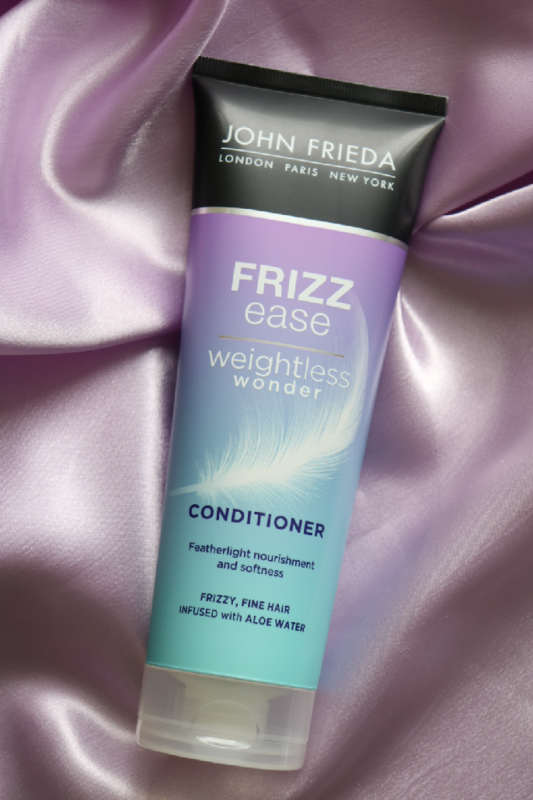 JOHN FRIEDA
LONDON PARIS NEW YORK
FRIZZ
ease
weightless
wonder
CONDITIONER
Featherlight nourishment
and softness
FRIZZY, FINE HAIR
INFUSED with ALOE WATER